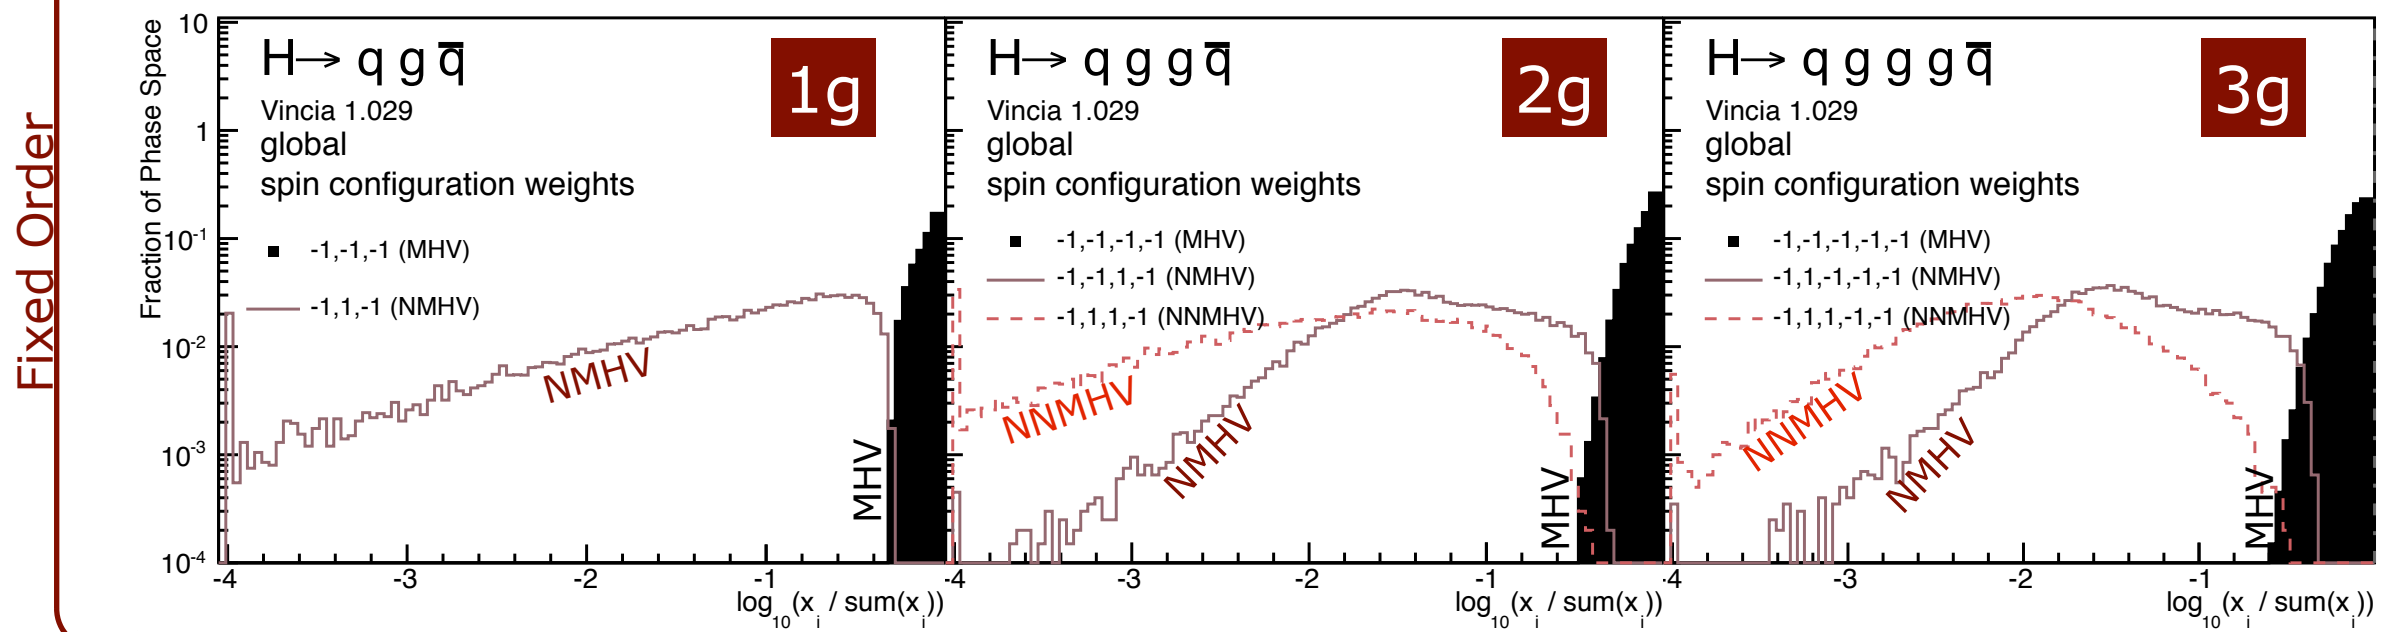 Fixed Order
Fraction of Phase Space
10
1
10-1
10-2
10-3
10-4
H→ q g q̅
1g
Vincia 1.029
global
spin configuration weights
-1,-1,-1 (MHV)
-1,1,-1 (NMHV)
NMHV
MHV
-4 -3 -2 -1
log10(xi / sum(xi))
H→ q g g q̅
2g
Vincia 1.029
global
spin configuration weights
-1,-1,-1,-1 (MHV)
-1,-1,1,-1 (NMHV)
-1,1,1,-1 (NNMHV)
NNMHV
NMHV
MHV
-4 -3 -2 -1
log10(xi / sum(xi))
H→ q g g g q̅
3g
Vincia 1.029
global
spin configuration weights
-1,-1,-1,-1,-1 (MHV)
-1,1,-1,-1,-1 (NMHV)
-1,1,1,-1,-1 (NNMHV)
NNMHV
NMHV
MHV
-4 -3 -2 -1
log10(xi / sum(xi))